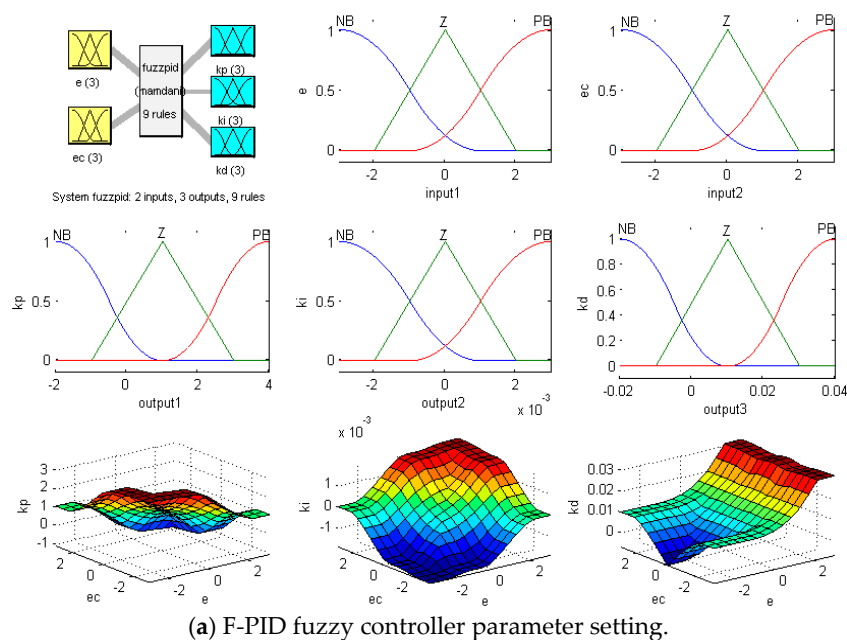 fuzzpid
(mamdani)
9 rules
e (3)
ec (3)
kp (3)
ki (3)
kd (3)
System fuzzpid: 2 inputs, 3 outputs, 9 rules
NB Z PB
1
0.5
0
e
-2 0 2
input1
NB Z PB
1
0.5
0
ec
-2 0 2
input2
NB Z PB
1
0.5
0
kp
-2 0 2 4
output1
NB Z PB
1
0.5
0
ki
-2 0 2
output2
x 10^-3
NB Z PB
1
0.8
0.6
0.4
0.2
0
kd
-0.02 0 0.02 0.04
output3
3
2
1
0
-1
kp
2 0 -2
ec
-2 0 2
e
x 10^-3
1
0
-1
ki
2 0 -2
ec
-2 0 2
e
0.03
0.02
0.01
0
kd
2 0 -2
ec
-2 0 2
e
(a) F-PID fuzzy controller parameter setting.